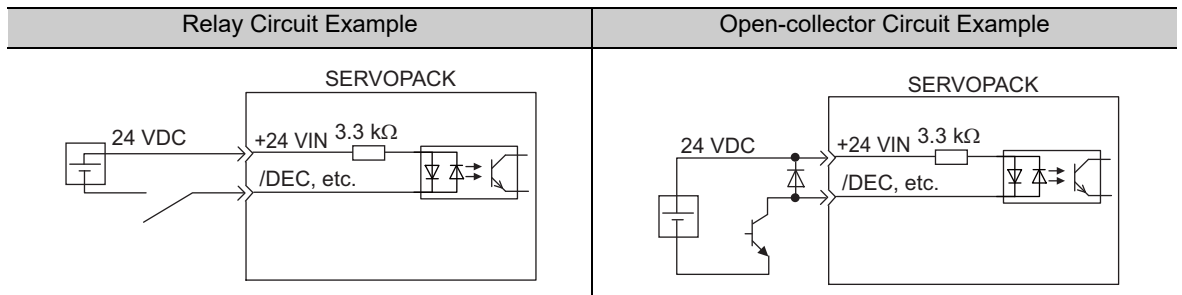 Relay Circuit Example
Open-collector Circuit Example
SERVOPACK
24 VDC
+24 VIN 3.3 kΩ
/DEC, etc.
SERVOPACK
24 VDC
+24 VIN 3.3 kΩ
/DEC, etc.